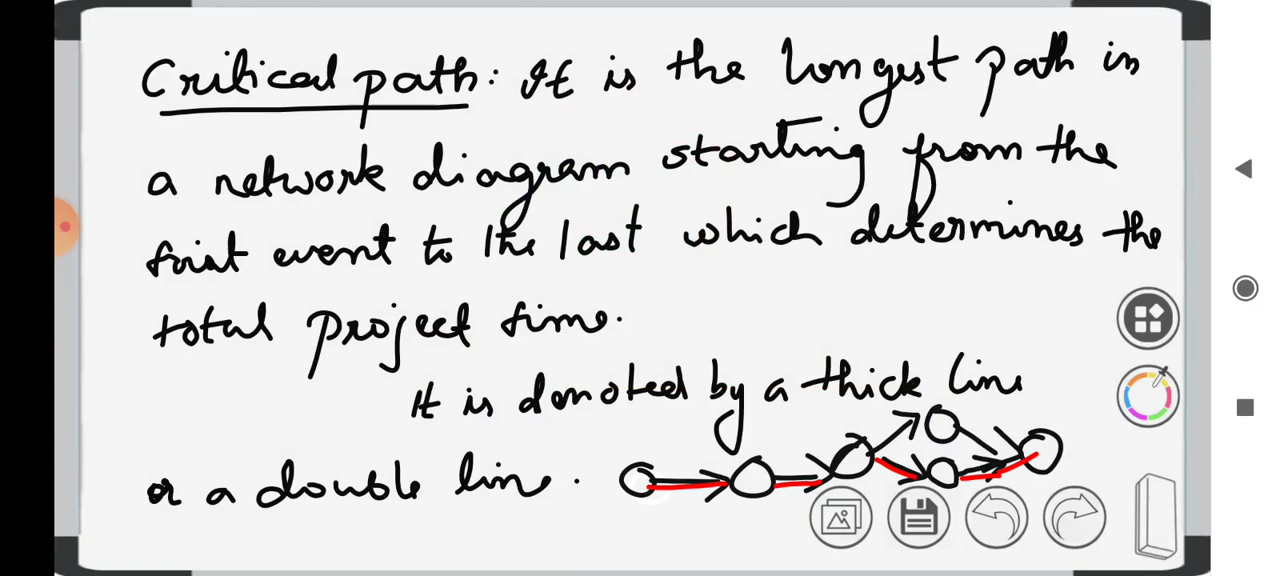 Critical path: It is the longest path in
a network diagram starting from the
first event to the last which determines the
total project time.
It is denoted by a thick line
or a double line.